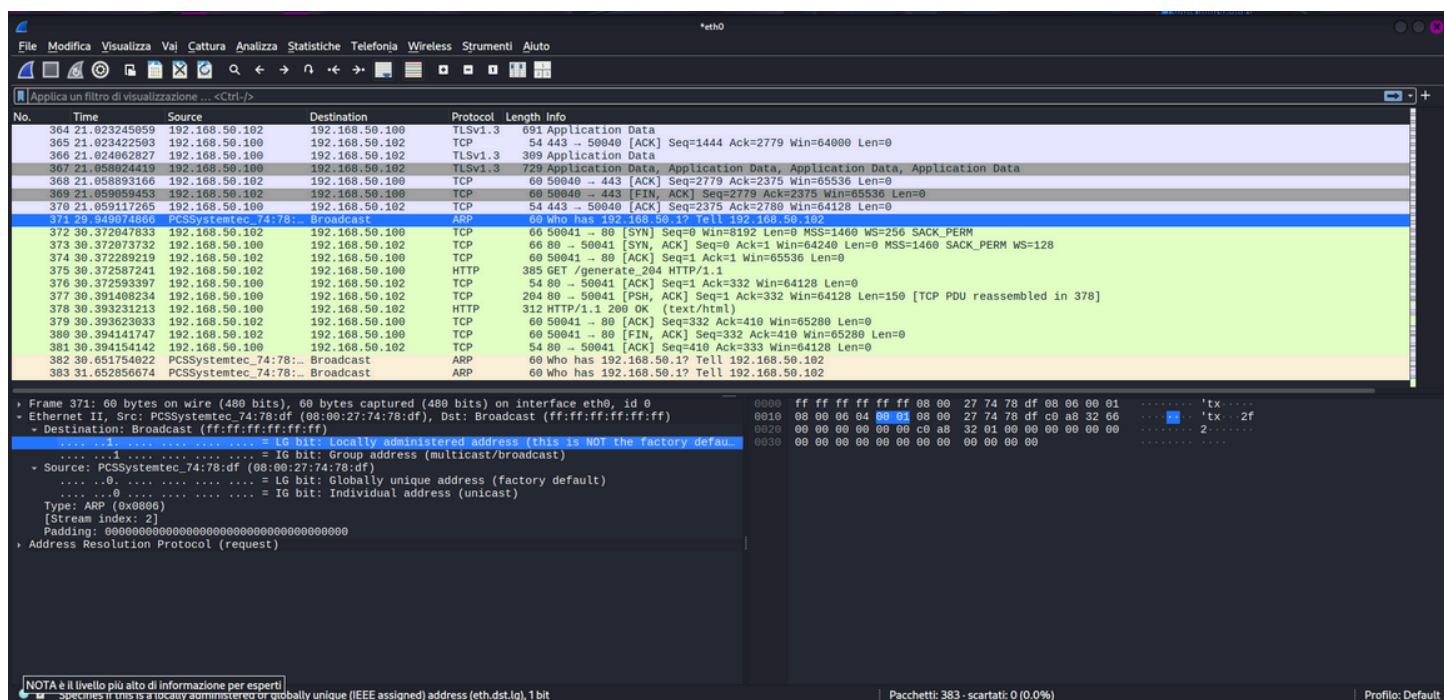 *eth0
File Modifica Visualizza Vai Cattura Analizza Statistiche Telefonia Wireless Strumenti Aiuto
Applica un filtro di visualizzazione ... <Ctrl-/>
No. Time Source Destination Protocol Length Info
364 21.023245059 192.168.50.102 192.168.50.100 TLSv1.3 691 Application Data
365 21.023422503 192.168.50.100 192.168.50.102 TCP 54 443 → 50040 [ACK] Seq=1444 Ack=2779 Win=64000 Len=0
366 21.024062827 192.168.50.100 192.168.50.102 TLSv1.3 309 Application Data
367 21.058024419 192.168.50.100 192.168.50.102 TLSv1.3 729 Application Data, Application Data, Application Data, Application Data
368 21.058893166 192.168.50.102 192.168.50.100 TCP 60 50040 → 443 [ACK] Seq=2779 Ack=2375 Win=65536 Len=0
369 21.059059453 192.168.50.102 192.168.50.100 TCP 60 50040 → 443 [FIN, ACK] Seq=2779 Ack=2375 Win=65536 Len=0
370 21.059117265 192.168.50.100 192.168.50.102 TCP 54 443 → 50040 [ACK] Seq=2375 Ack=2780 Win=64128 Len=0
371 29.949074866 PCSSystemtec_74:78:… Broadcast ARP 60 Who has 192.168.50.1? Tell 192.168.50.102
372 30.372047833 192.168.50.102 192.168.50.100 TCP 66 50041 → 80 [SYN] Seq=0 Win=8192 Len=0 MSS=1460 WS=256 SACK_PERM
373 30.372073732 192.168.50.100 192.168.50.102 TCP 66 80 → 50041 [SYN, ACK] Seq=0 Ack=1 Win=64240 Len=0 MSS=1460 SACK_PERM WS=128
374 30.372289219 192.168.50.102 192.168.50.100 TCP 60 50041 → 80 [ACK] Seq=1 Ack=1 Win=65536 Len=0
375 30.372587241 192.168.50.102 192.168.50.100 HTTP 385 GET /generate_204 HTTP/1.1
376 30.372593397 192.168.50.100 192.168.50.102 TCP 54 80 → 50041 [ACK] Seq=1 Ack=332 Win=64128 Len=0
377 30.391408234 192.168.50.100 192.168.50.102 TCP 204 80 → 50041 [PSH, ACK] Seq=1 Ack=332 Win=64128 Len=150 [TCP PDU reassembled in 378]
378 30.393231213 192.168.50.100 192.168.50.102 HTTP 312 HTTP/1.1 200 OK (text/html)
379 30.393623033 192.168.50.102 192.168.50.100 TCP 60 50041 → 80 [ACK] Seq=332 Ack=410 Win=65280 Len=0
380 30.394141747 192.168.50.102 192.168.50.100 TCP 60 50041 → 80 [FIN, ACK] Seq=332 Ack=410 Win=65280 Len=0
381 30.394154142 192.168.50.100 192.168.50.102 TCP 54 80 → 50041 [ACK] Seq=410 Ack=333 Win=64128 Len=0
382 30.651754022 PCSSystemtec_74:78:… Broadcast ARP 60 Who has 192.168.50.1? Tell 192.168.50.102
383 31.652856674 PCSSystemtec_74:78:… Broadcast ARP 60 Who has 192.168.50.1? Tell 192.168.50.102
Frame 371: 60 bytes on wire (480 bits), 60 bytes captured (480 bits) on interface eth0, id 0
Ethernet II, Src: PCSSystemtec_74:78:df (08:00:27:74:78:df), Dst: Broadcast (ff:ff:ff:ff:ff:ff)
Destination: Broadcast (ff:ff:ff:ff:ff:ff)
.... ..1. .... .... .... .... = LG bit: Locally administered address (this is NOT the factory defau…
.... ...1 .... .... .... .... = IG bit: Group address (multicast/broadcast)
Source: PCSSystemtec_74:78:df (08:00:27:74:78:df)
.... ..0. .... .... .... .... = LG bit: Globally unique address (factory default)
.... ...0 .... .... .... .... = IG bit: Individual address (unicast)
Type: ARP (0x0806)
[Stream index: 2]
Padding: 000000000000000000000000000000000000
Address Resolution Protocol (request)
0000 ff ff ff ff ff ff 08 00 27 74 78 df 08 06 00 01 ········ 'tx·····
0010 08 00 06 04 00 01 08 00 27 74 78 df c0 a8 32 66 ········ 'tx···2f
0020 00 00 00 00 00 00 c0 a8 32 01 00 00 00 00 00 00 ········ 2·······
0030 00 00 00 00 00 00 00 00 00 00 00 00 ········ ····
NOTA è il livello più alto di informazione per esperti
Specifies if this is a locally administered or globally unique (IEEE assigned) address (eth.dst.lg), 1 bit
Pacchetti: 383 · scartati: 0 (0.0%)
Profilo: Default